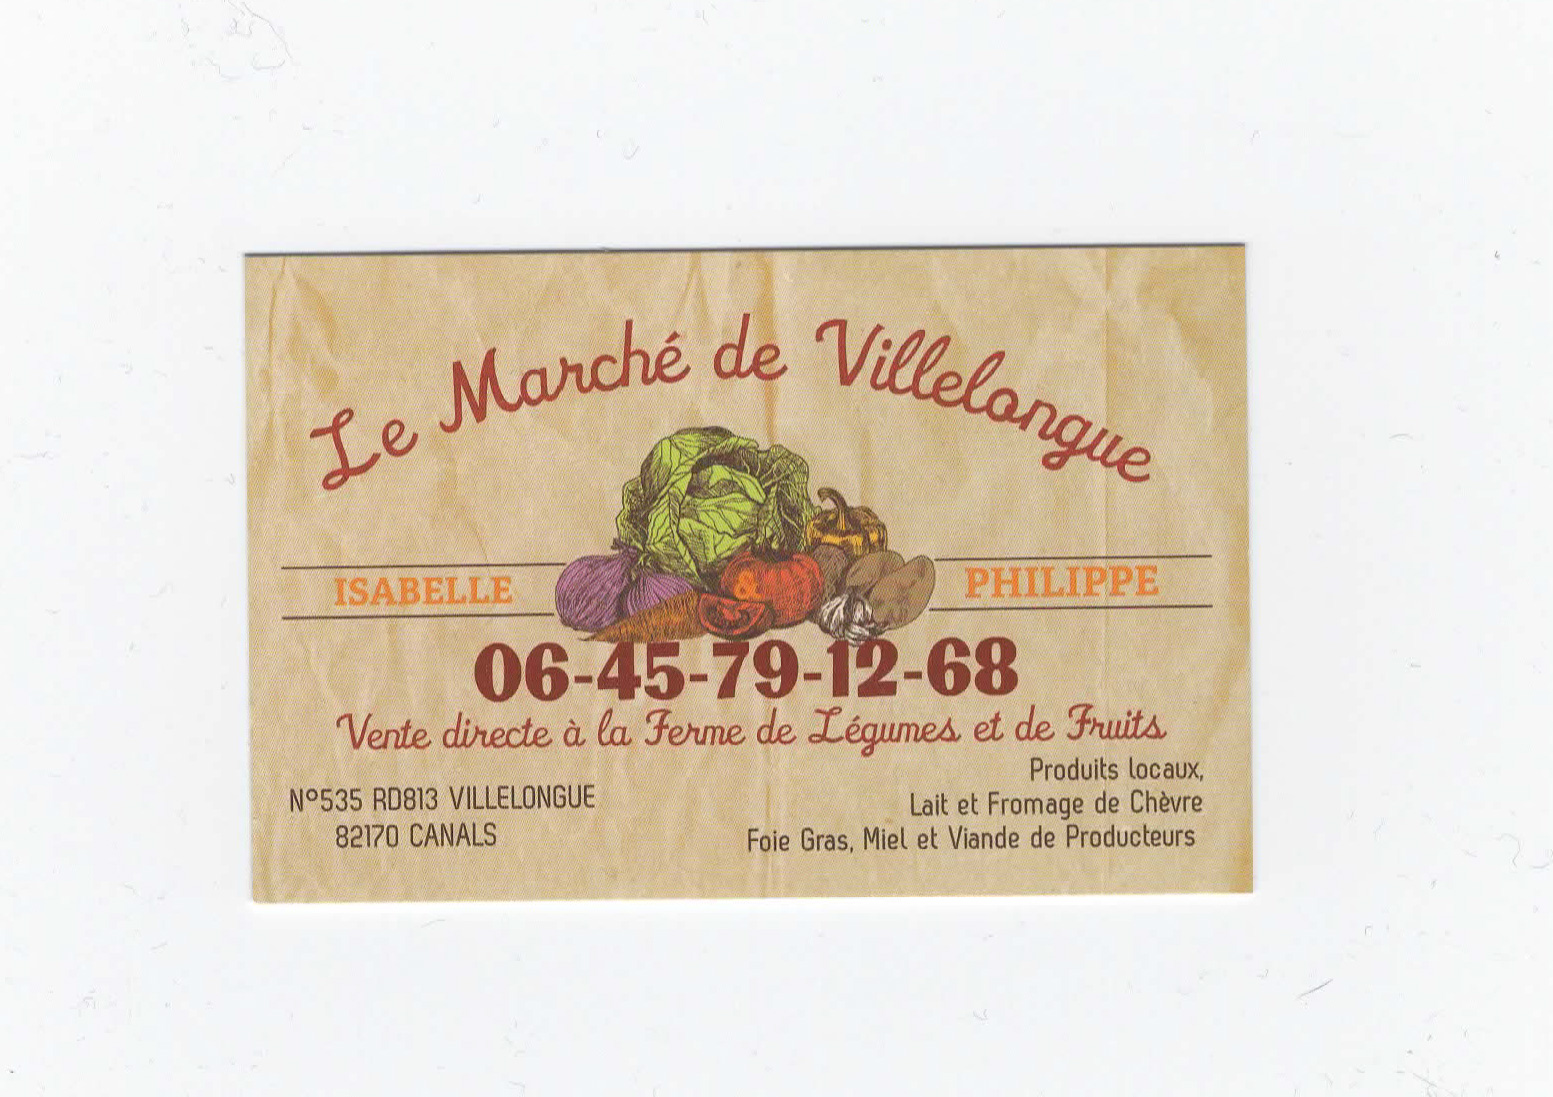 Le Marché de Villelongue
ISABELLE & PHILIPPE
06-45-79-12-68
Vente directe à la Ferme de Légumes et de Fruits
N°535 RD813 VILLELONGUE
82170 CANALS
Produits locaux,
Lait et Fromage de Chèvre
Foie Gras, Miel et Viande de Producteurs